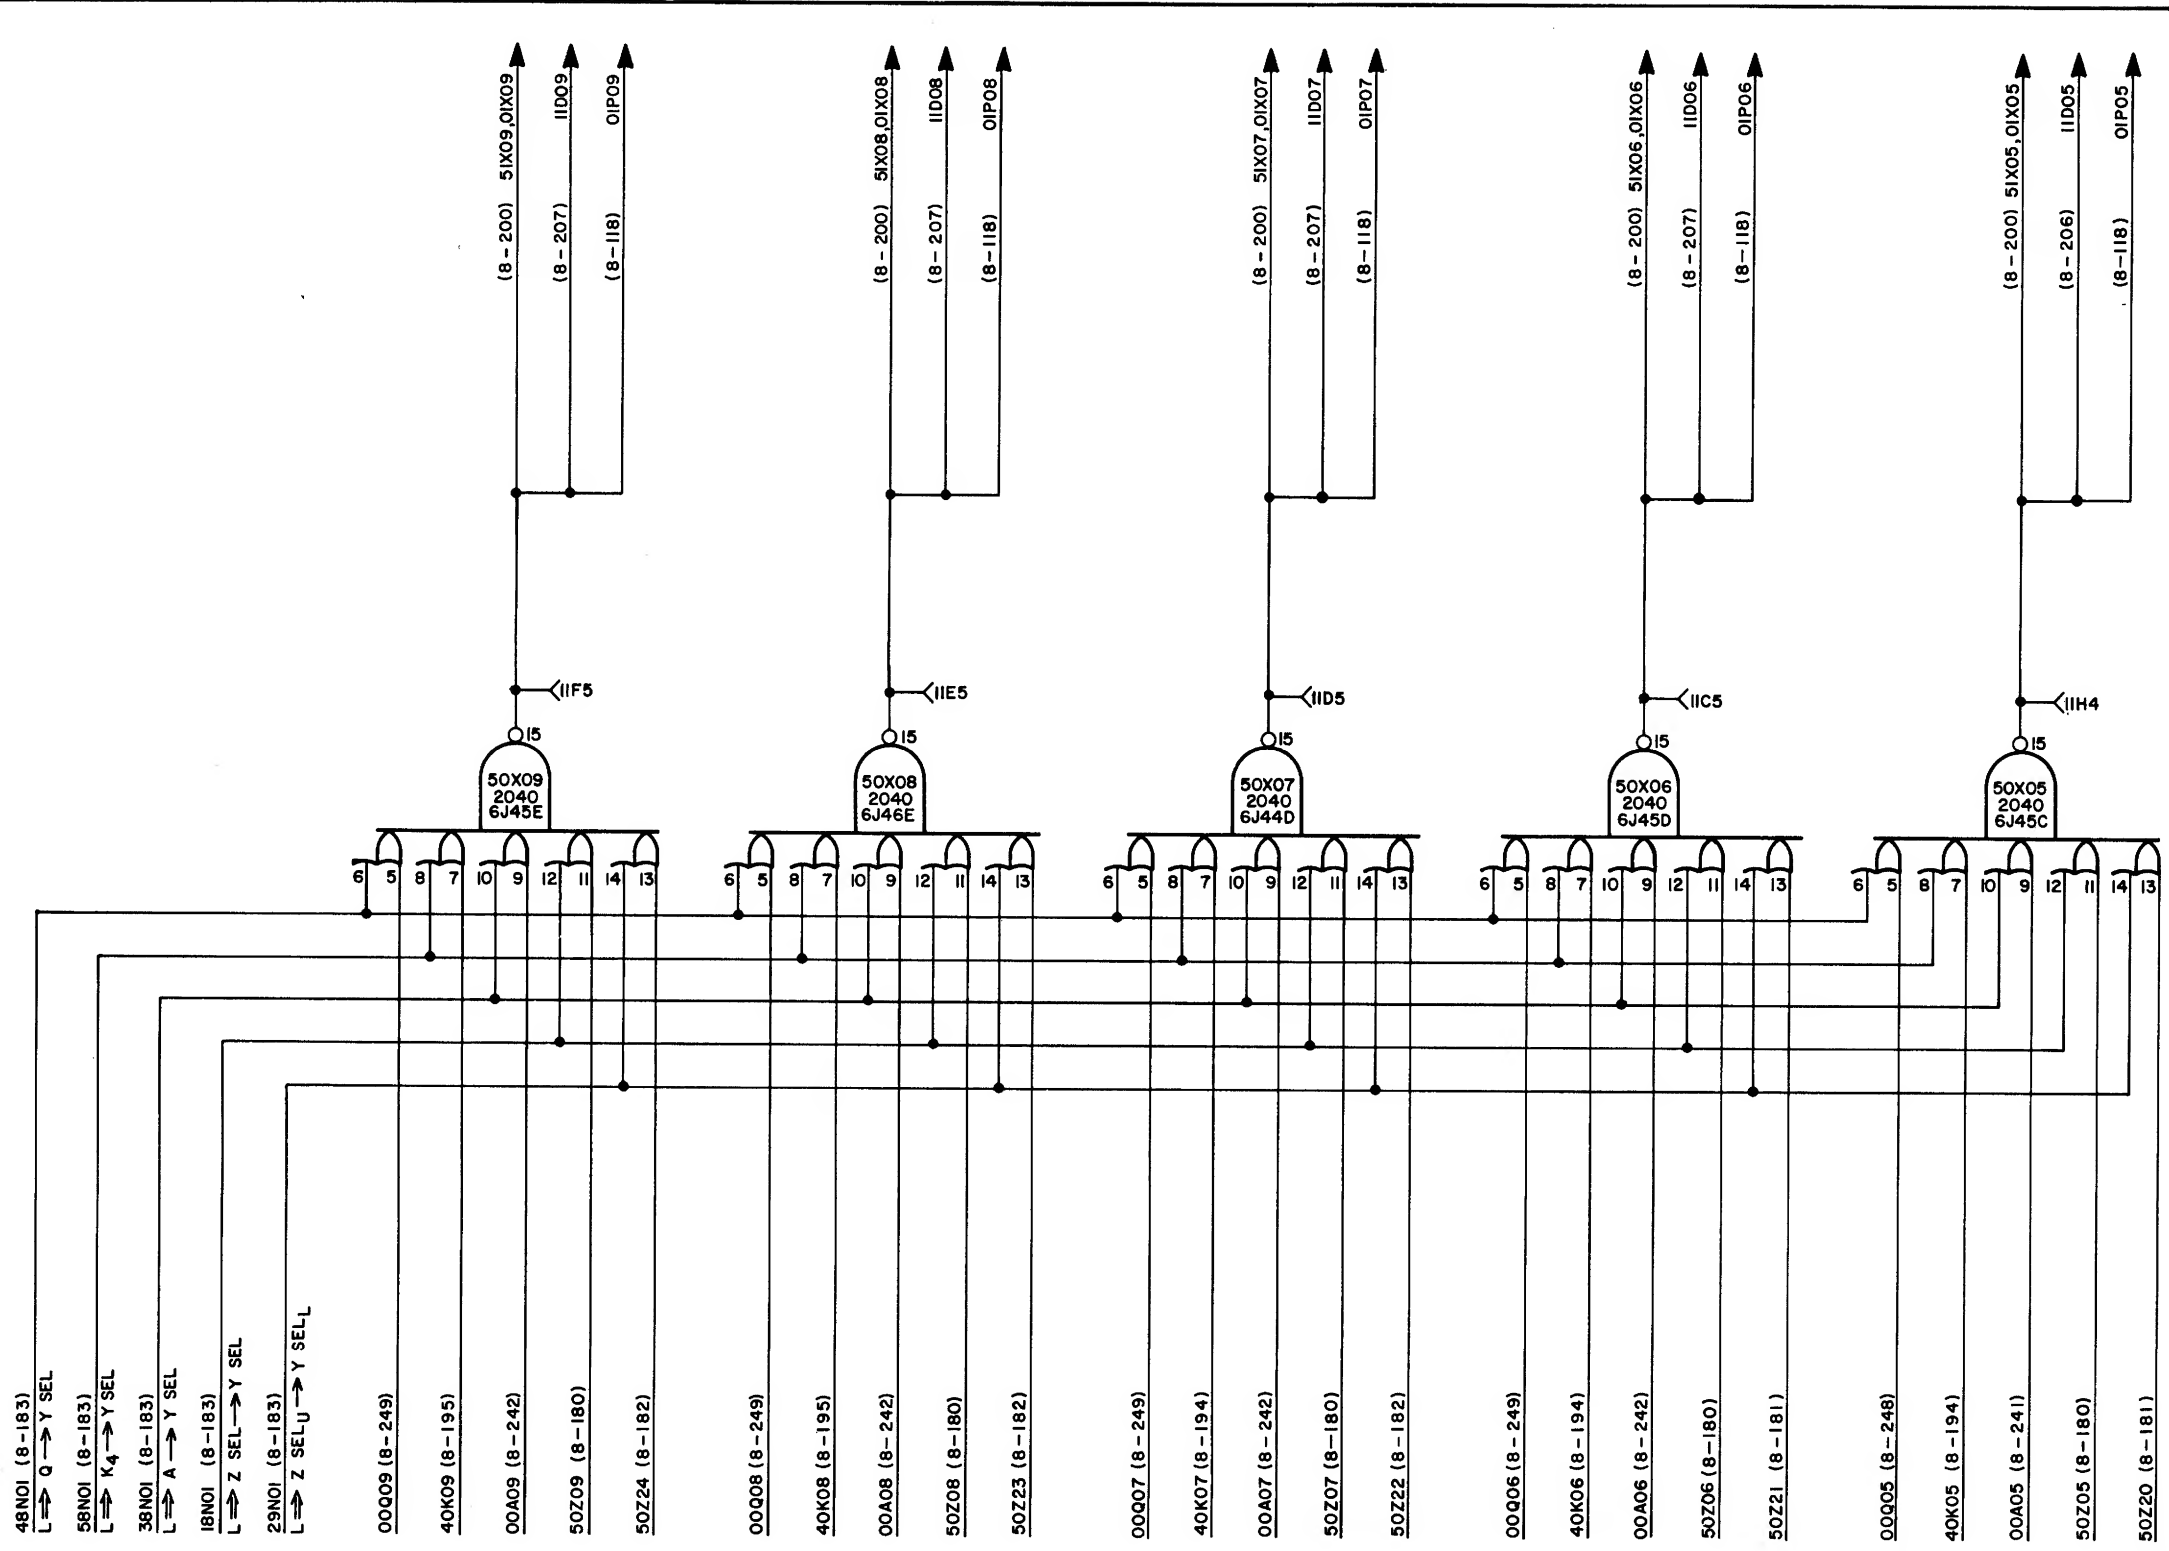 (8-200) 51X09,01X09
(8-207) 11D09
(8-118) 01P09
(8-200) 51X08,01X08
(8-207) 11D08
(8-118) 01P08
(8-200) 51X07,01X07
(8-207) 11D07
(8-118) 01P07
(8-200) 51X06,01X06
(8-207) 11D06
(8-118) 01P06
(8-200) 51X05,01X05
(8-206) 11D05
(8-118) 01P05
11F5
11E5
11D5
11C5
11H4
15
15
15
15
15
50X09
2040
6J45E
50X08
2040
6J46E
50X07
2040
6J44D
50X06
2040
6J45D
50X05
2040
6J45C
6 5 8 7 10 9 12 11 14 13
6 5 8 7 10 9 12 11 14 13
6 5 8 7 10 9 12 11 14 13
6 5 8 7 10 9 12 11 14 13
6 5 8 7 10 9 12 11 14 13
48N01 (8-183)
L⟹ Q→Y SEL
58N01 (8-183)
L⟹ K4→Y SEL
38N01 (8-183)
L⟹ A→Y SEL
18N01 (8-183)
L⟹ Z SEL→Y SEL
29N01 (8-183)
L⟹ Z SELU→Y SELL
00Q09 (8-249)
40K09 (8-195)
00A09 (8-242)
50Z09 (8-180)
50Z24 (8-182)
00Q08 (8-249)
40K08 (8-195)
00A08 (8-242)
50Z08 (8-180)
50Z23 (8-182)
00Q07 (8-249)
40K07 (8-194)
00A07 (8-242)
50Z07 (8-180)
50Z22 (8-182)
00Q06 (8-249)
40K06 (8-194)
00A06 (8-242)
50Z06 (8-180)
50Z21 (8-181)
00Q05 (8-248)
40K05 (8-194)
00A05 (8-241)
50Z05 (8-180)
50Z20 (8-181)